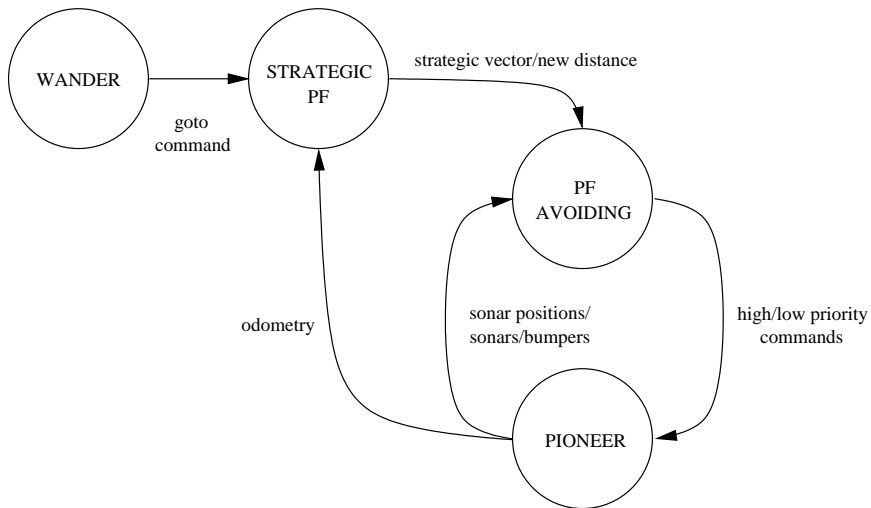 WANDER
goto
command
STRATEGIC
PF
strategic vector/new distance
PF
AVOIDING
odometry
sonar positions/
sonars/bumpers
high/low priority
commands
PIONEER